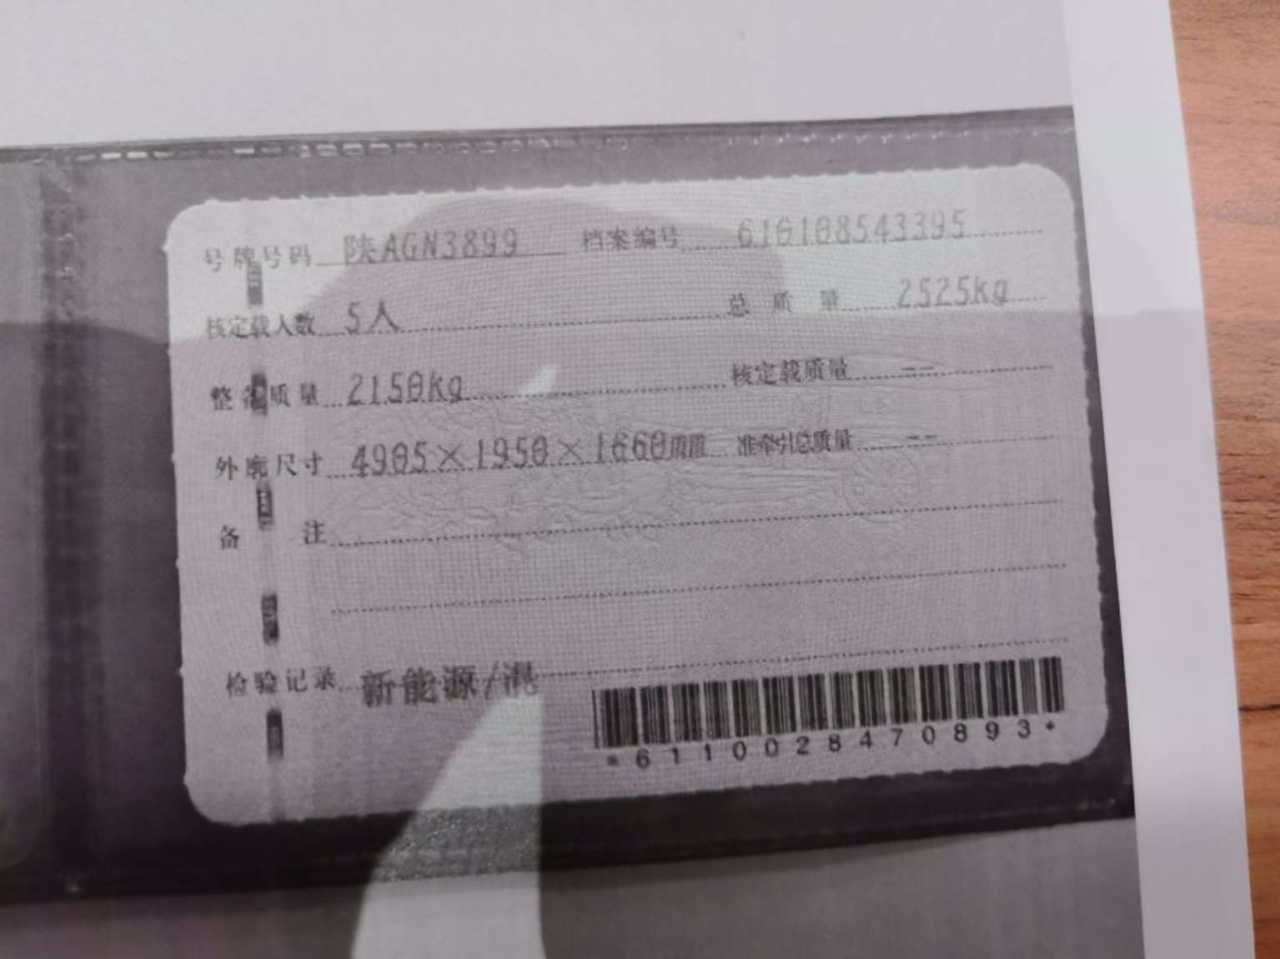 号牌号码 陕AGN3899 档案编号 610108543395
核定载人数 5人 总质量 2525kg
整备质量 2150kg 核定载质量 --
外廓尺寸 4905×1950×1660mm 准牵引总质量 --
备注
检验记录 新能源/混
*6110028470893*